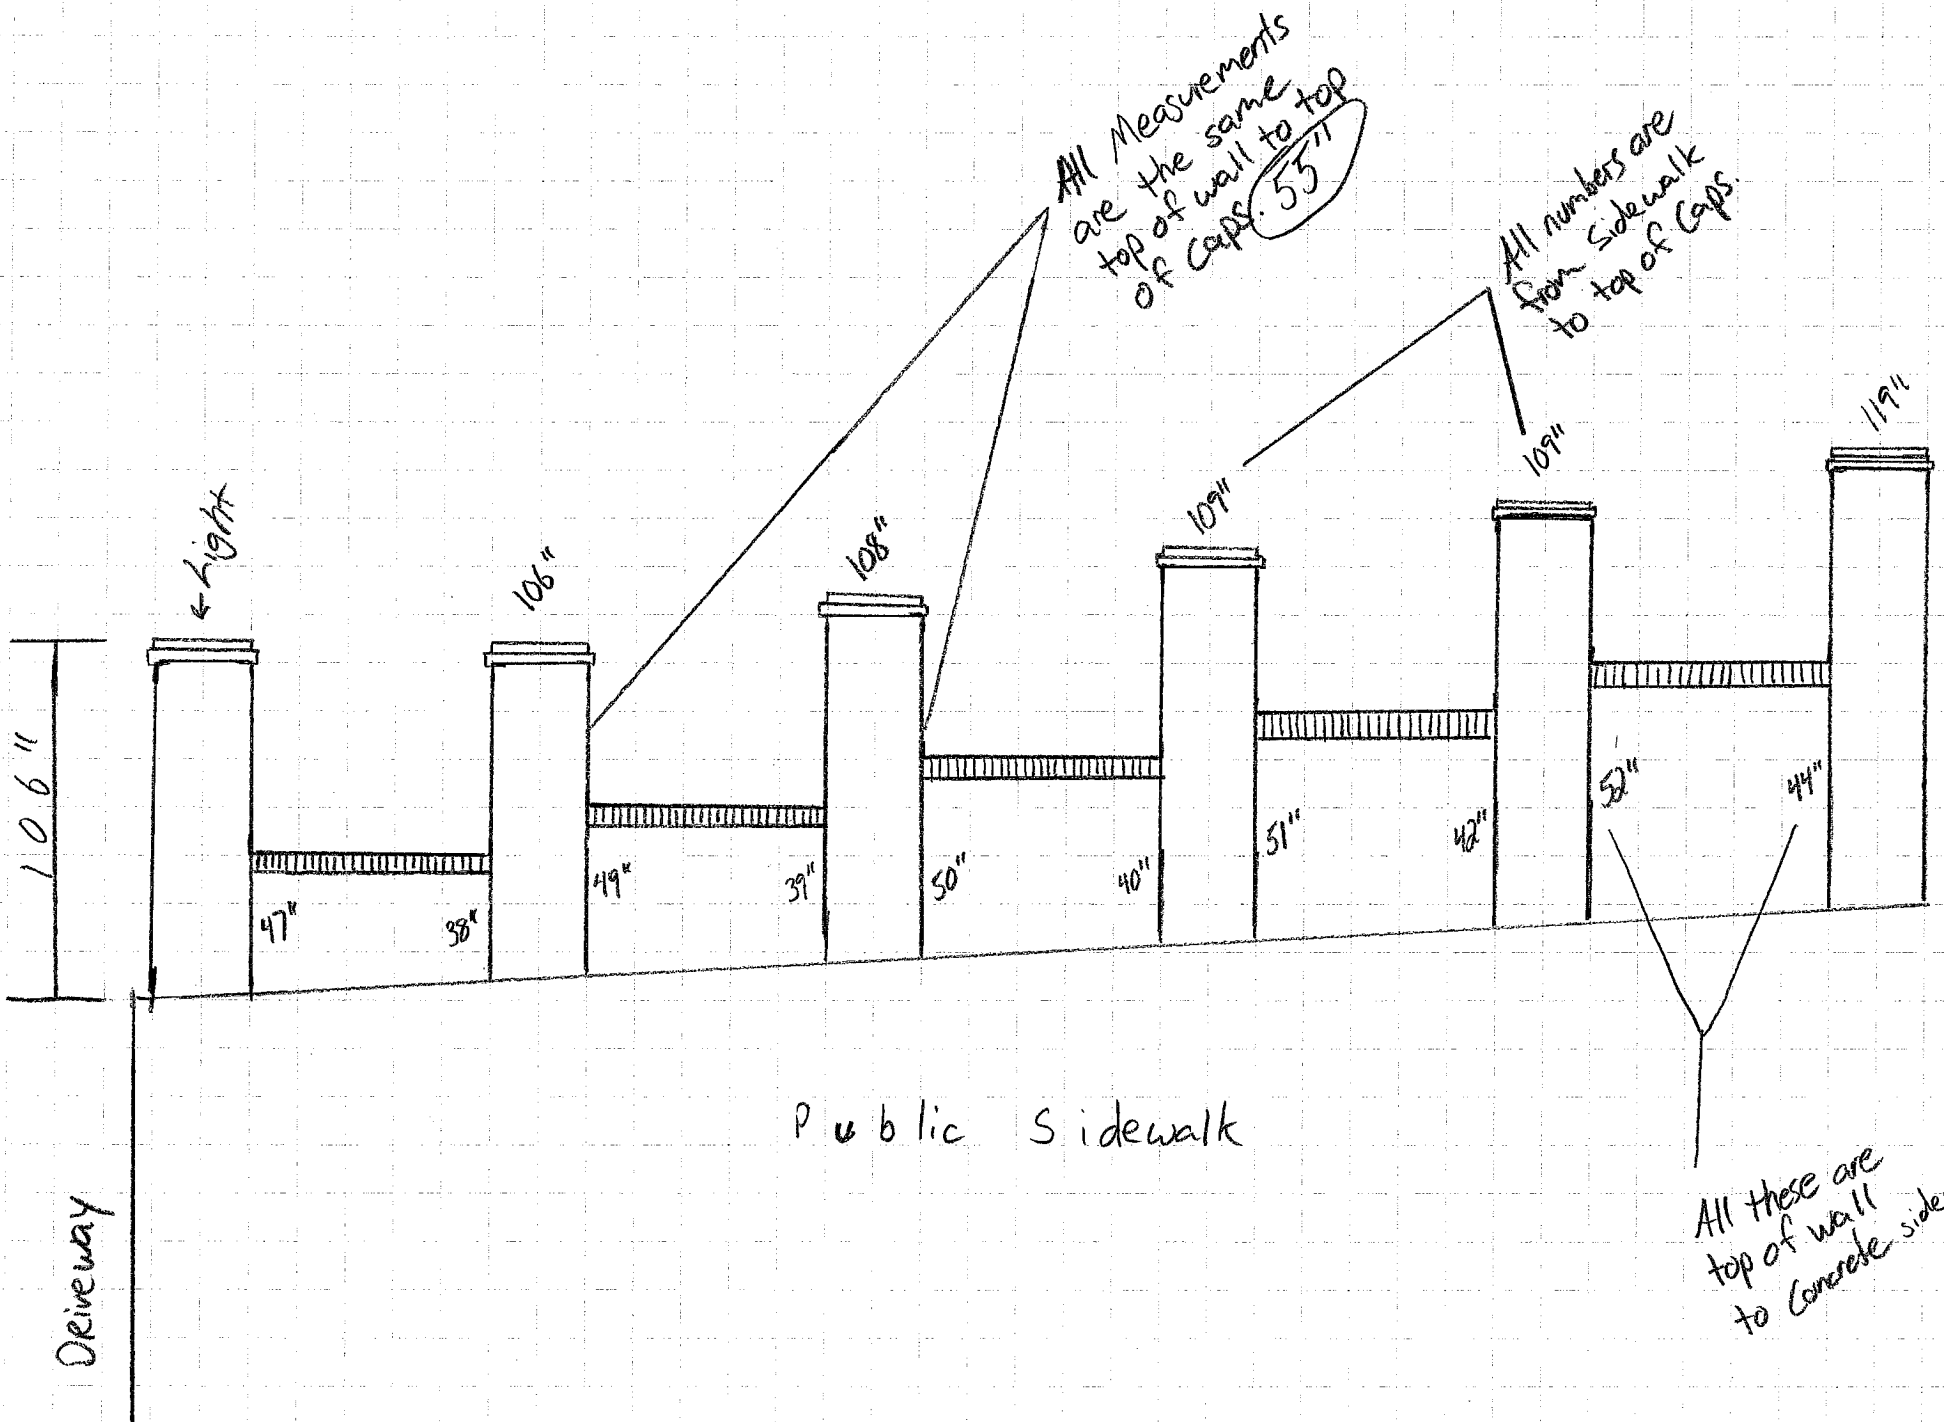 All Measurements
are the same
top of wall to top
of Caps. 55"
All numbers are
from Sidewalk
to top of Caps.
← Light
106"
108"
109"
109"
119"
106"
47"
38"
49"
39"
50"
40"
51"
42"
52"
44"
Public Sidewalk
Driveway
All these are
top of wall
to Concrete side